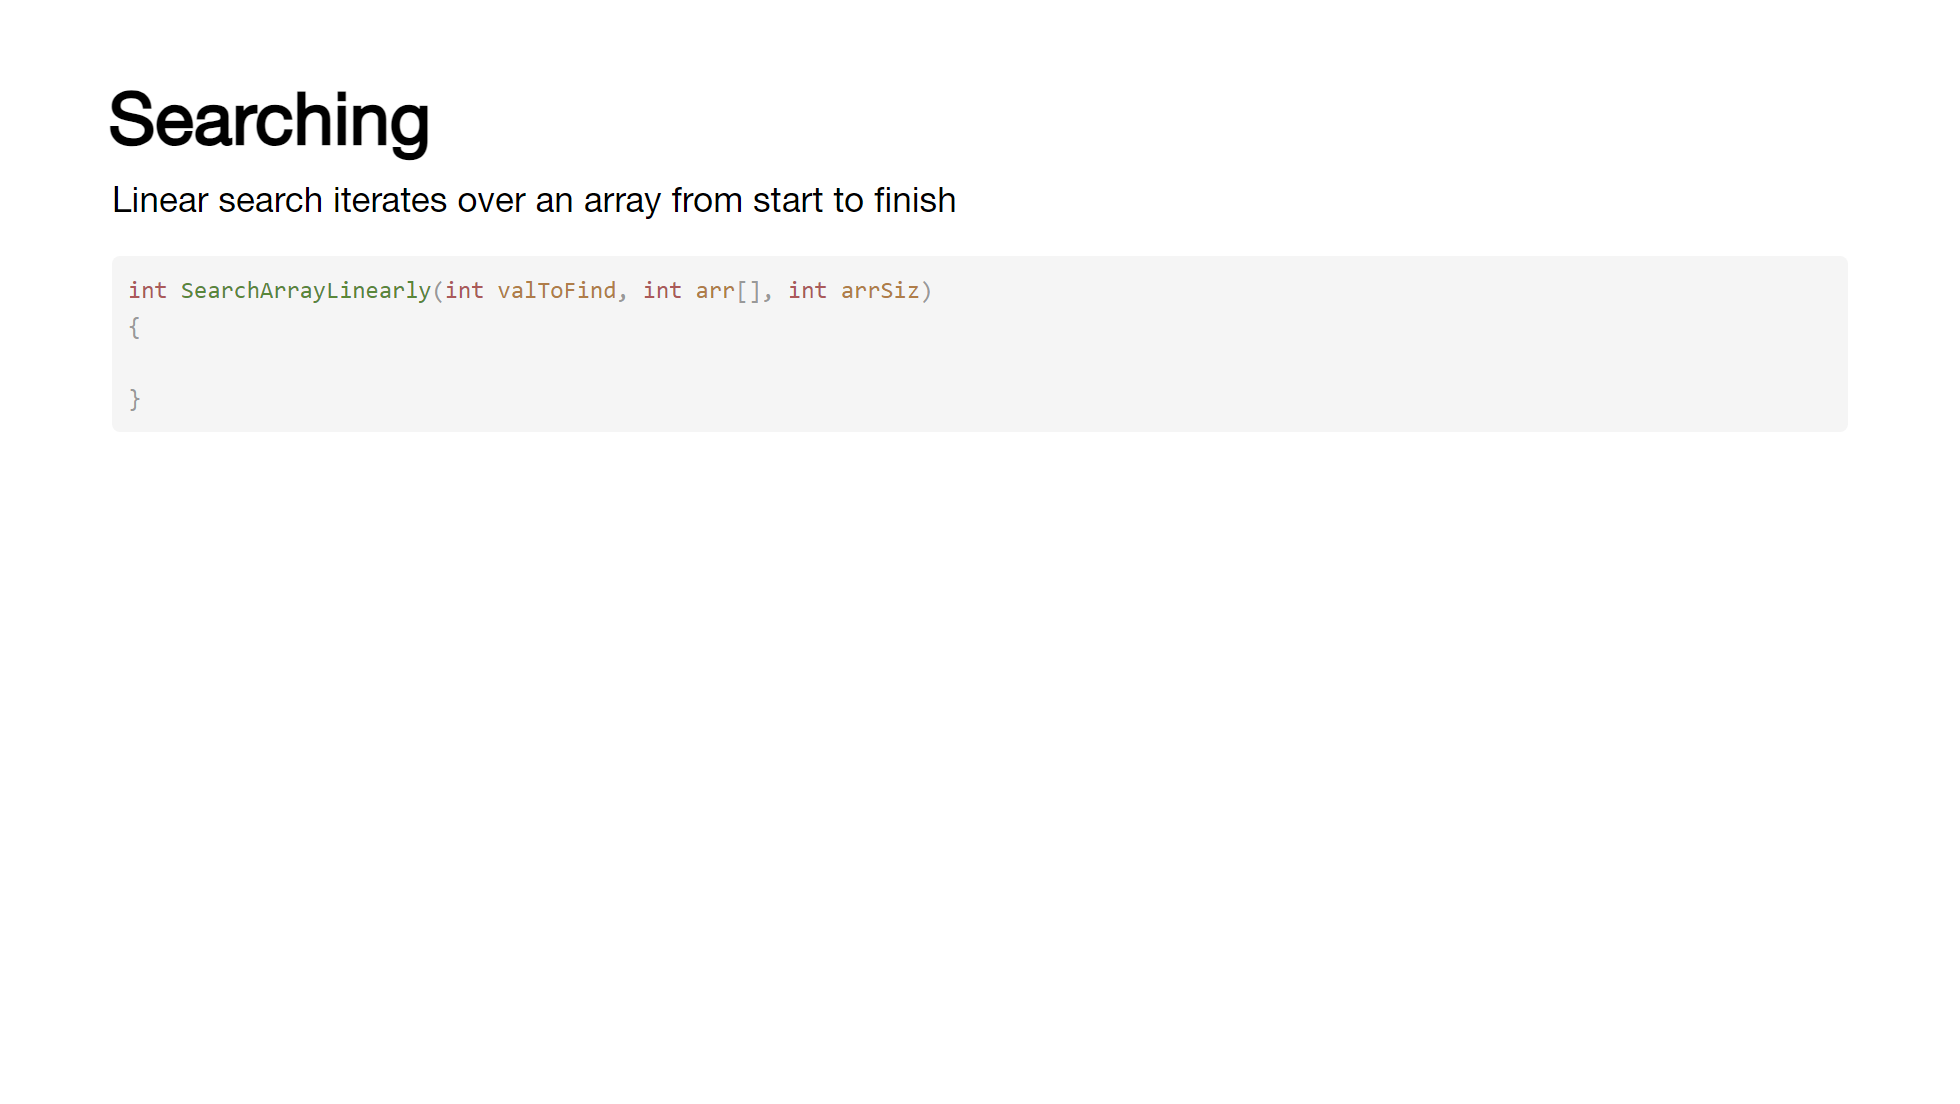 Searching
Linear search iterates over an array from start to finish
int SearchArrayLinearly(int valToFind, int arr[], int arrSiz)
{
}